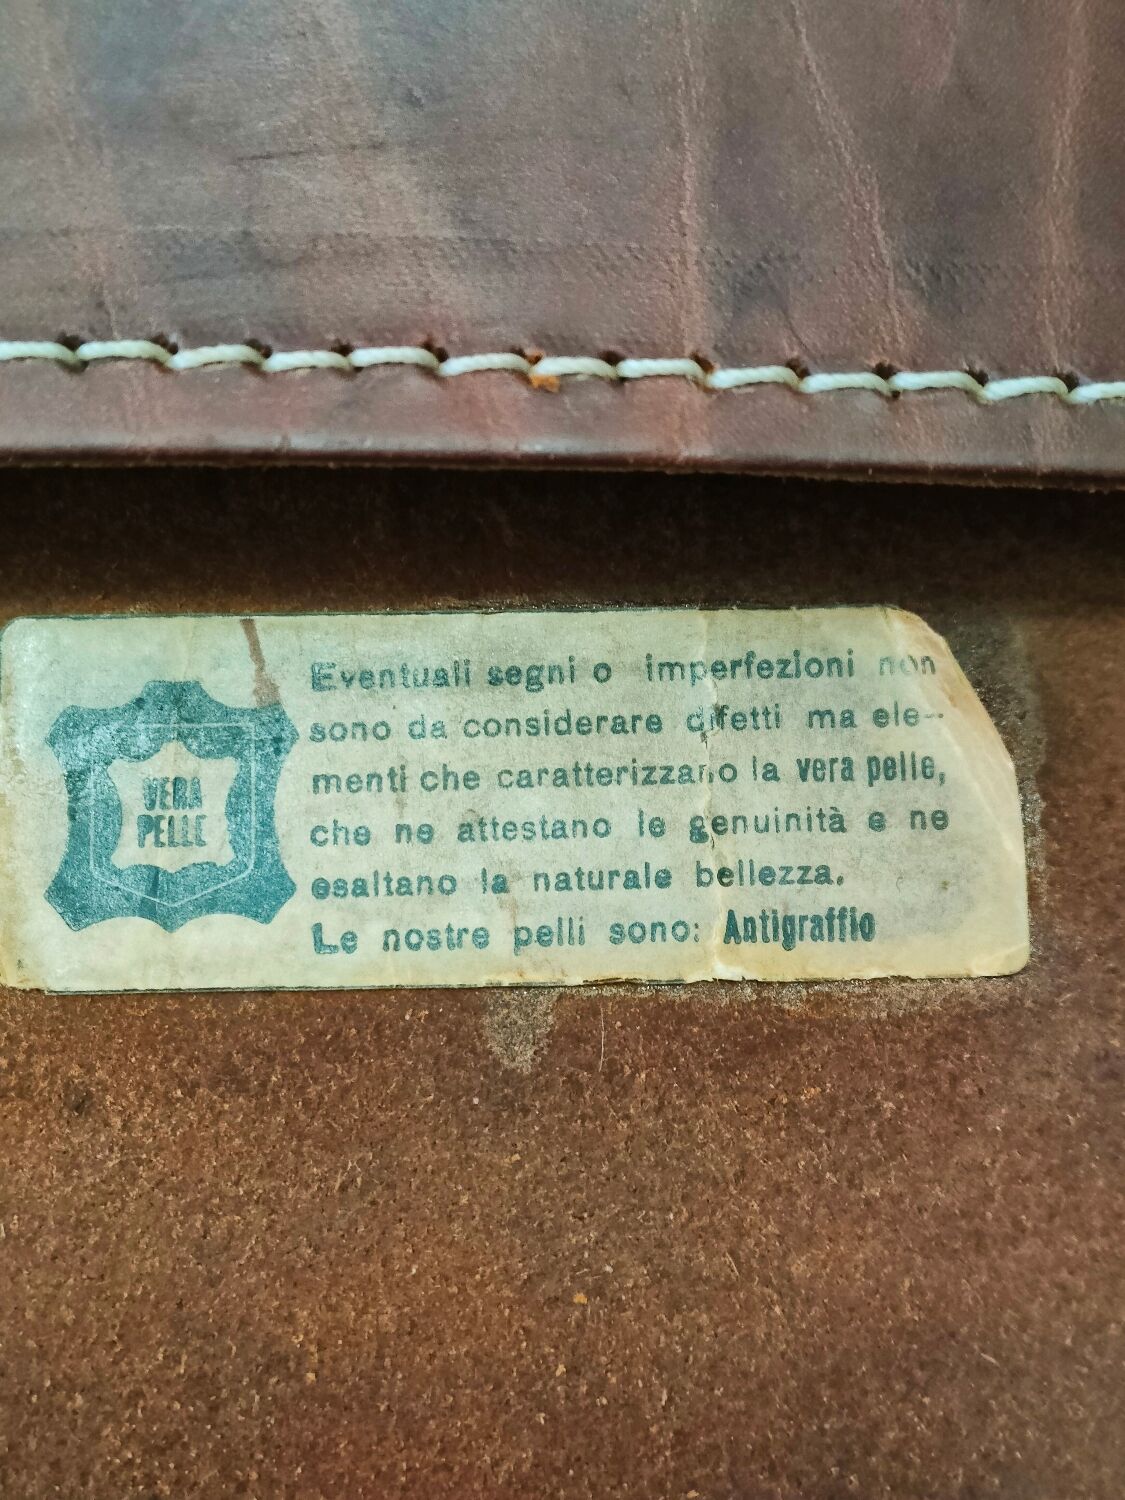 VERA
PELLE
Eventuali segni o imperfezioni non
sono da considerare difetti ma ele-
menti che caratterizzano la vera pelle,
che ne attestano le genuinità e ne
esaltano la naturale bellezza.
Le nostre pelli sono: Antigraffio